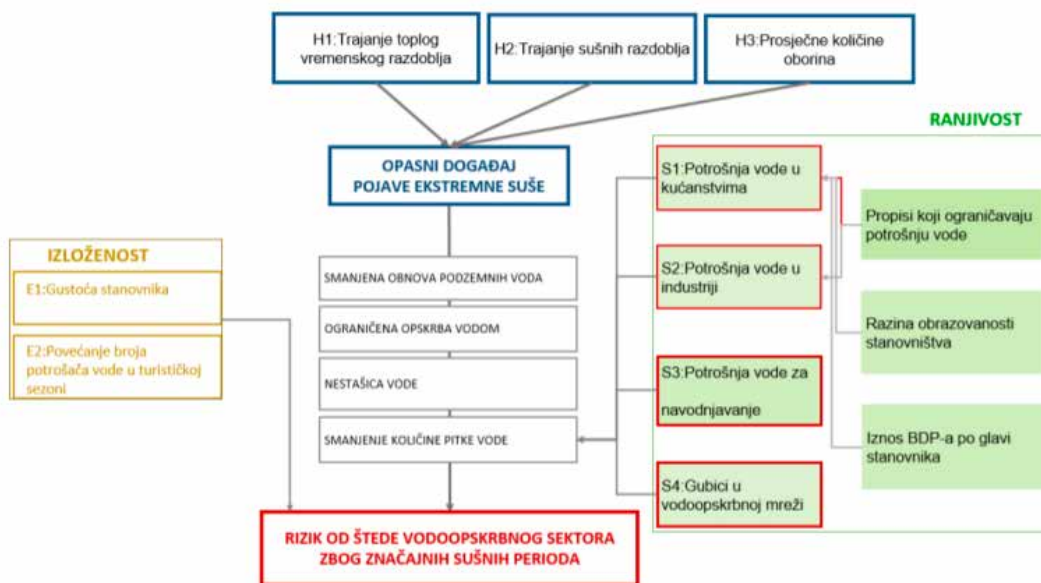 H1:Trajanje toplog
vremenskog razdoblja
H2:Trajanje sušnih razdoblja
H3:Prosječne količine
oborina
RANJIVOST
OPASNI DOGAĐAJ
POJAVE EKSTREMNE SUŠE
S1:Potrošnja vode u
kućanstvima
Propisi koji ograničavaju
potrošnju vode
IZLOŽENOST
E1:Gustoća stanovnika
E2:Povećanje broja
potrošača vode u turističkoj
sezoni
SMANJENA OBNOVA PODZEMNIH VODA
OGRANIČENA OPSKRBA VODOM
NESTAŠICA VODE
SMANJENJE KOLIČINE PITKE VODE
S2:Potrošnja vode u
industriji
Razina obrazovanosti
stanovništva
S3:Potrošnja vode za
navodnjavanje
Iznos BDP-a po glavi
stanovnika
S4:Gubici u
vodoopskrbnoj mreži
RIZIK OD ŠTEDE VODOOPSKRBNOG SEKTORA
ZBOG ZNAČAJNIH SUŠNIH PERIODA